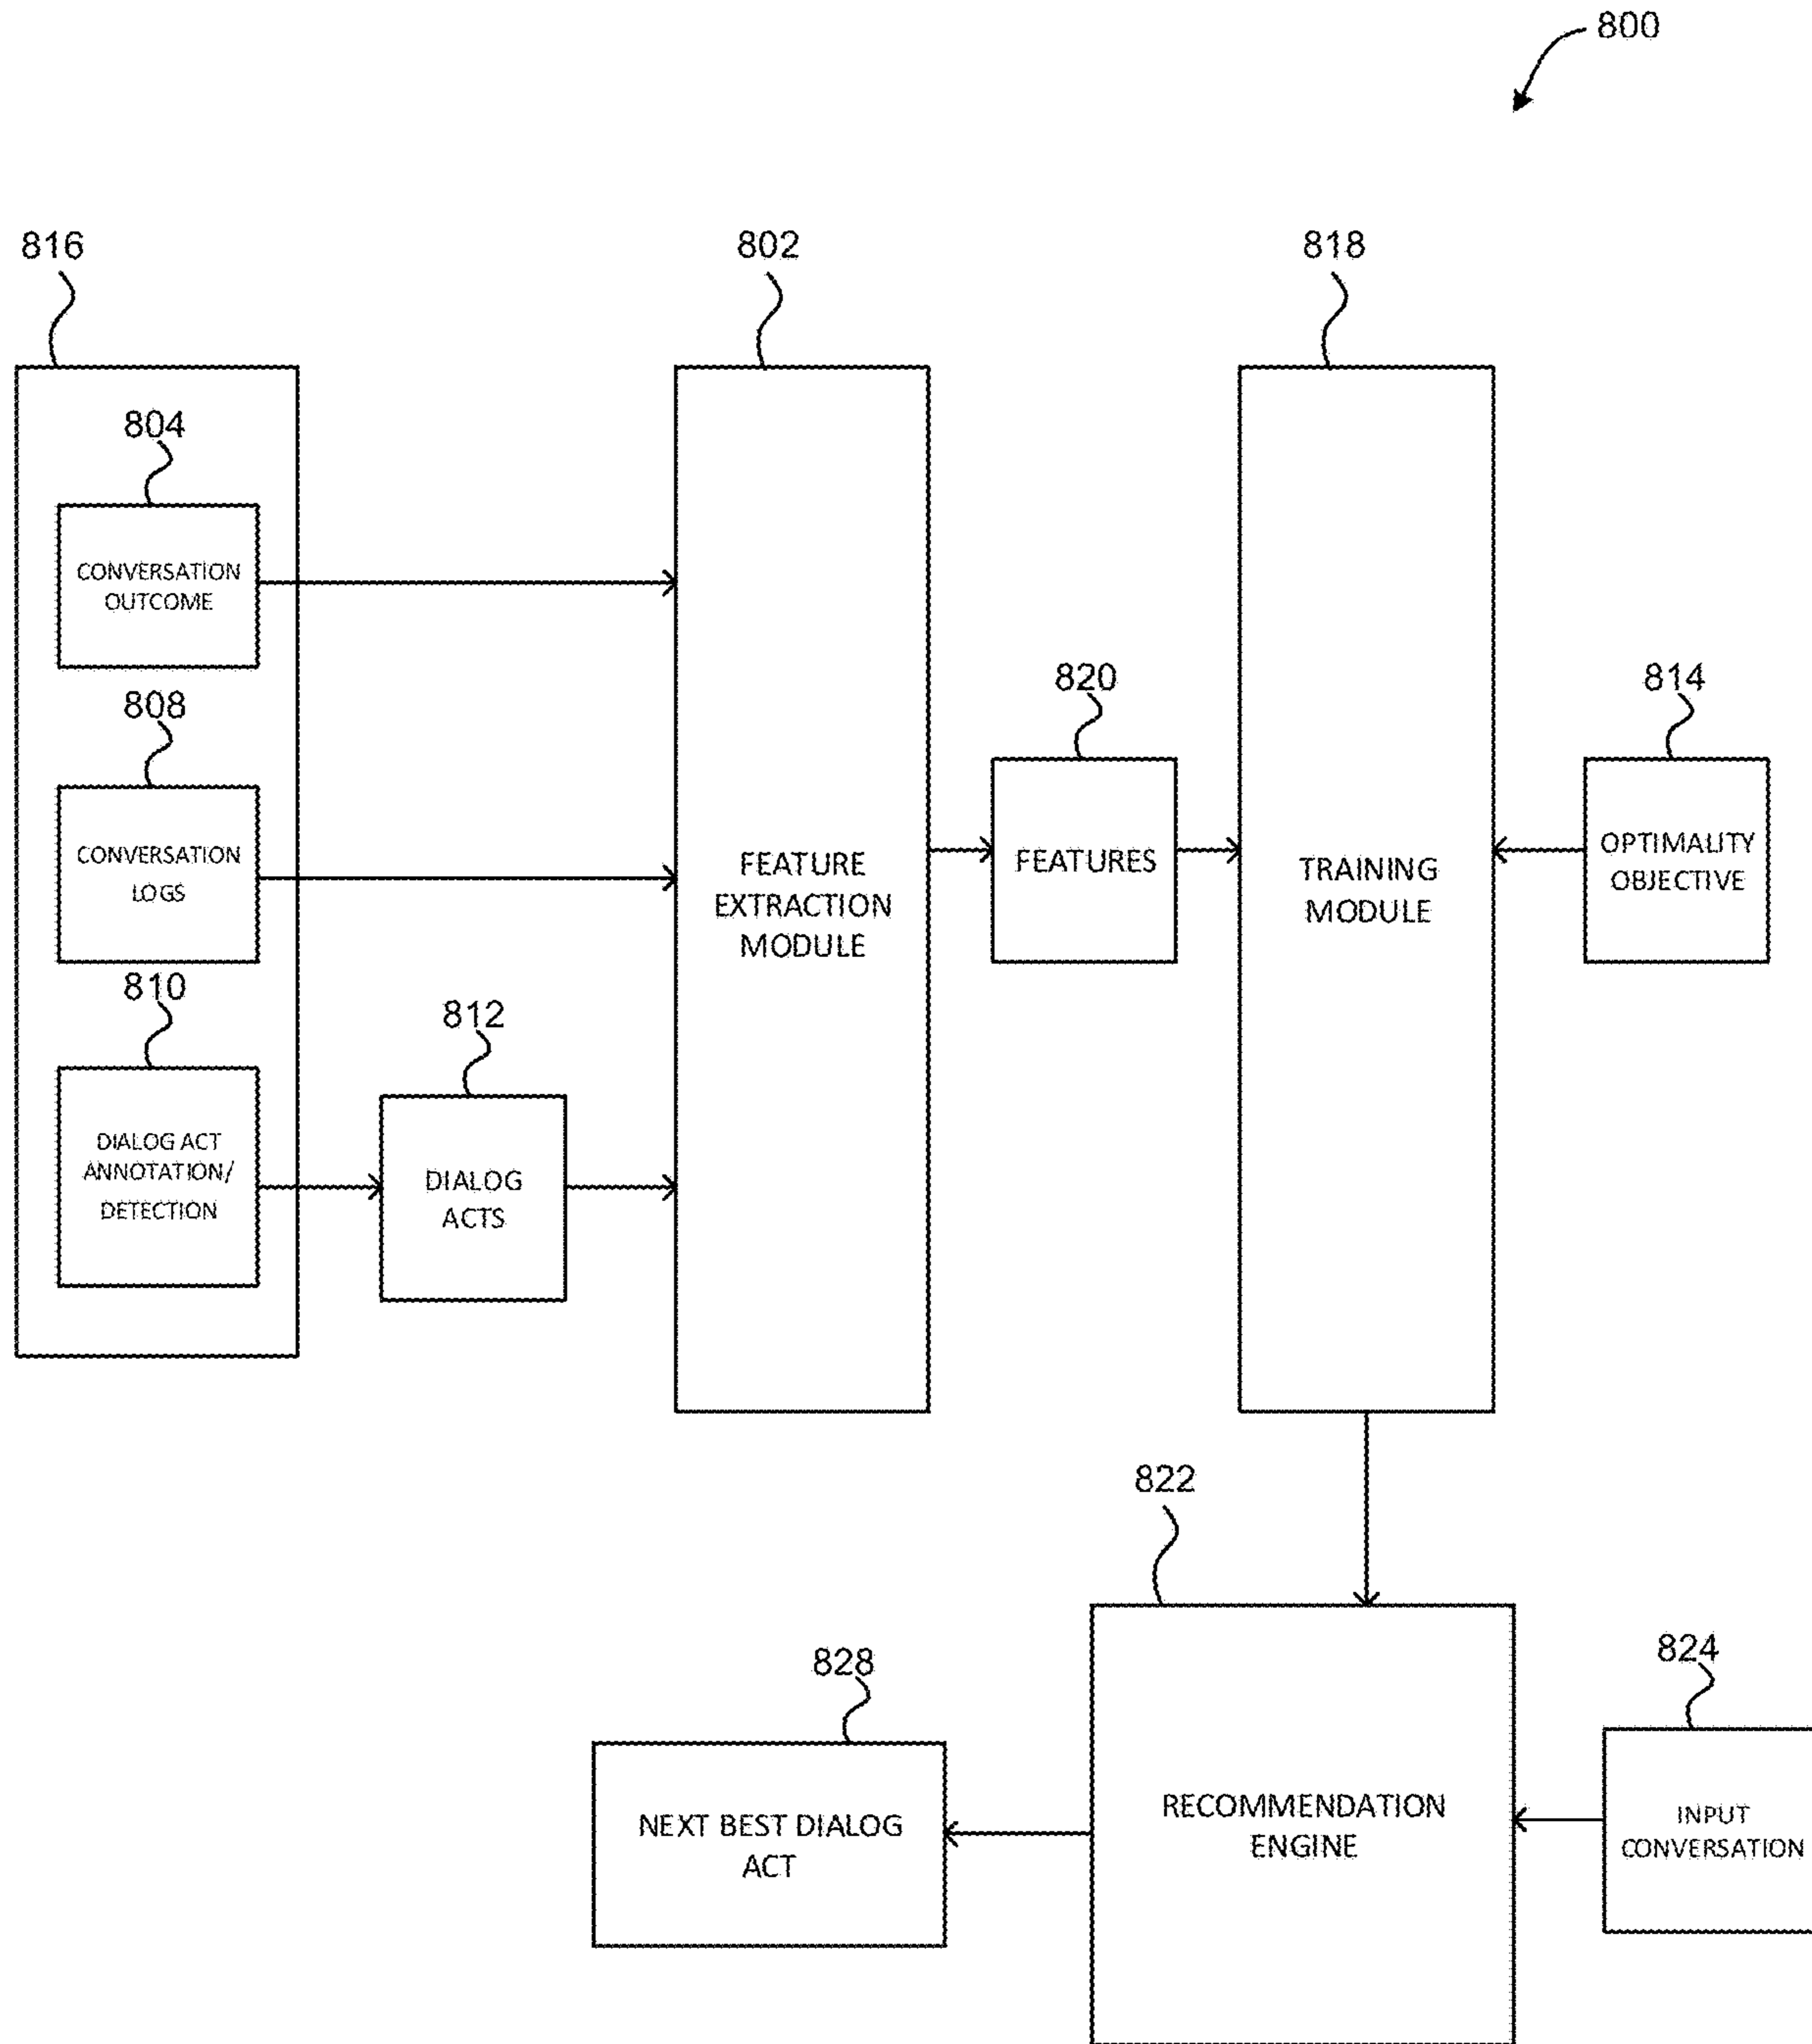 800
816
802
818
804
CONVERSATION
OUTCOME
808
CONVERSATION
LOGS
810
DIALOG ACT
ANNOTATION/
DETECTION
812
DIALOG
ACTS
FEATURE
EXTRACTION
MODULE
820
FEATURES
TRAINING
MODULE
814
OPTIMALITY
OBJECTIVE
822
RECOMMENDATION
ENGINE
824
INPUT
CONVERSATION
828
NEXT BEST DIALOG
ACT